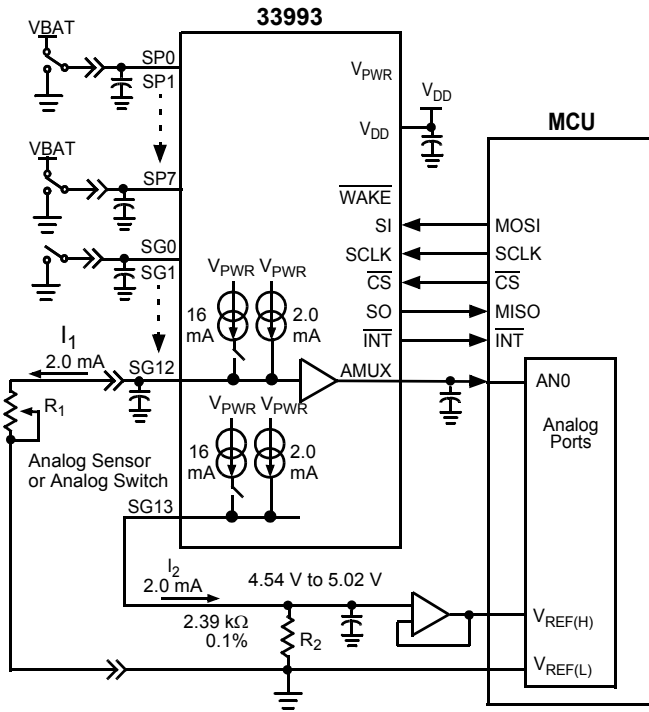 33993
MCU
VBAT
SP0
SP1
VPWR
VDD
VDD
VBAT
SP7
WAKE
SI
MOSI
SG0
SG1
SCLK
SCLK
CS
CS
VPWR VPWR
SO
MISO
16 mA
2.0 mA
INT
INT
I1
2.0 mA
SG12
AMUX
AN0
R1
Analog Ports
VPWR VPWR
16 mA
2.0 mA
Analog Sensor
or Analog Switch
SG13
I2
2.0 mA
4.54 V to 5.02 V
2.39 kΩ
0.1%
R2
VREF(H)
VREF(L)